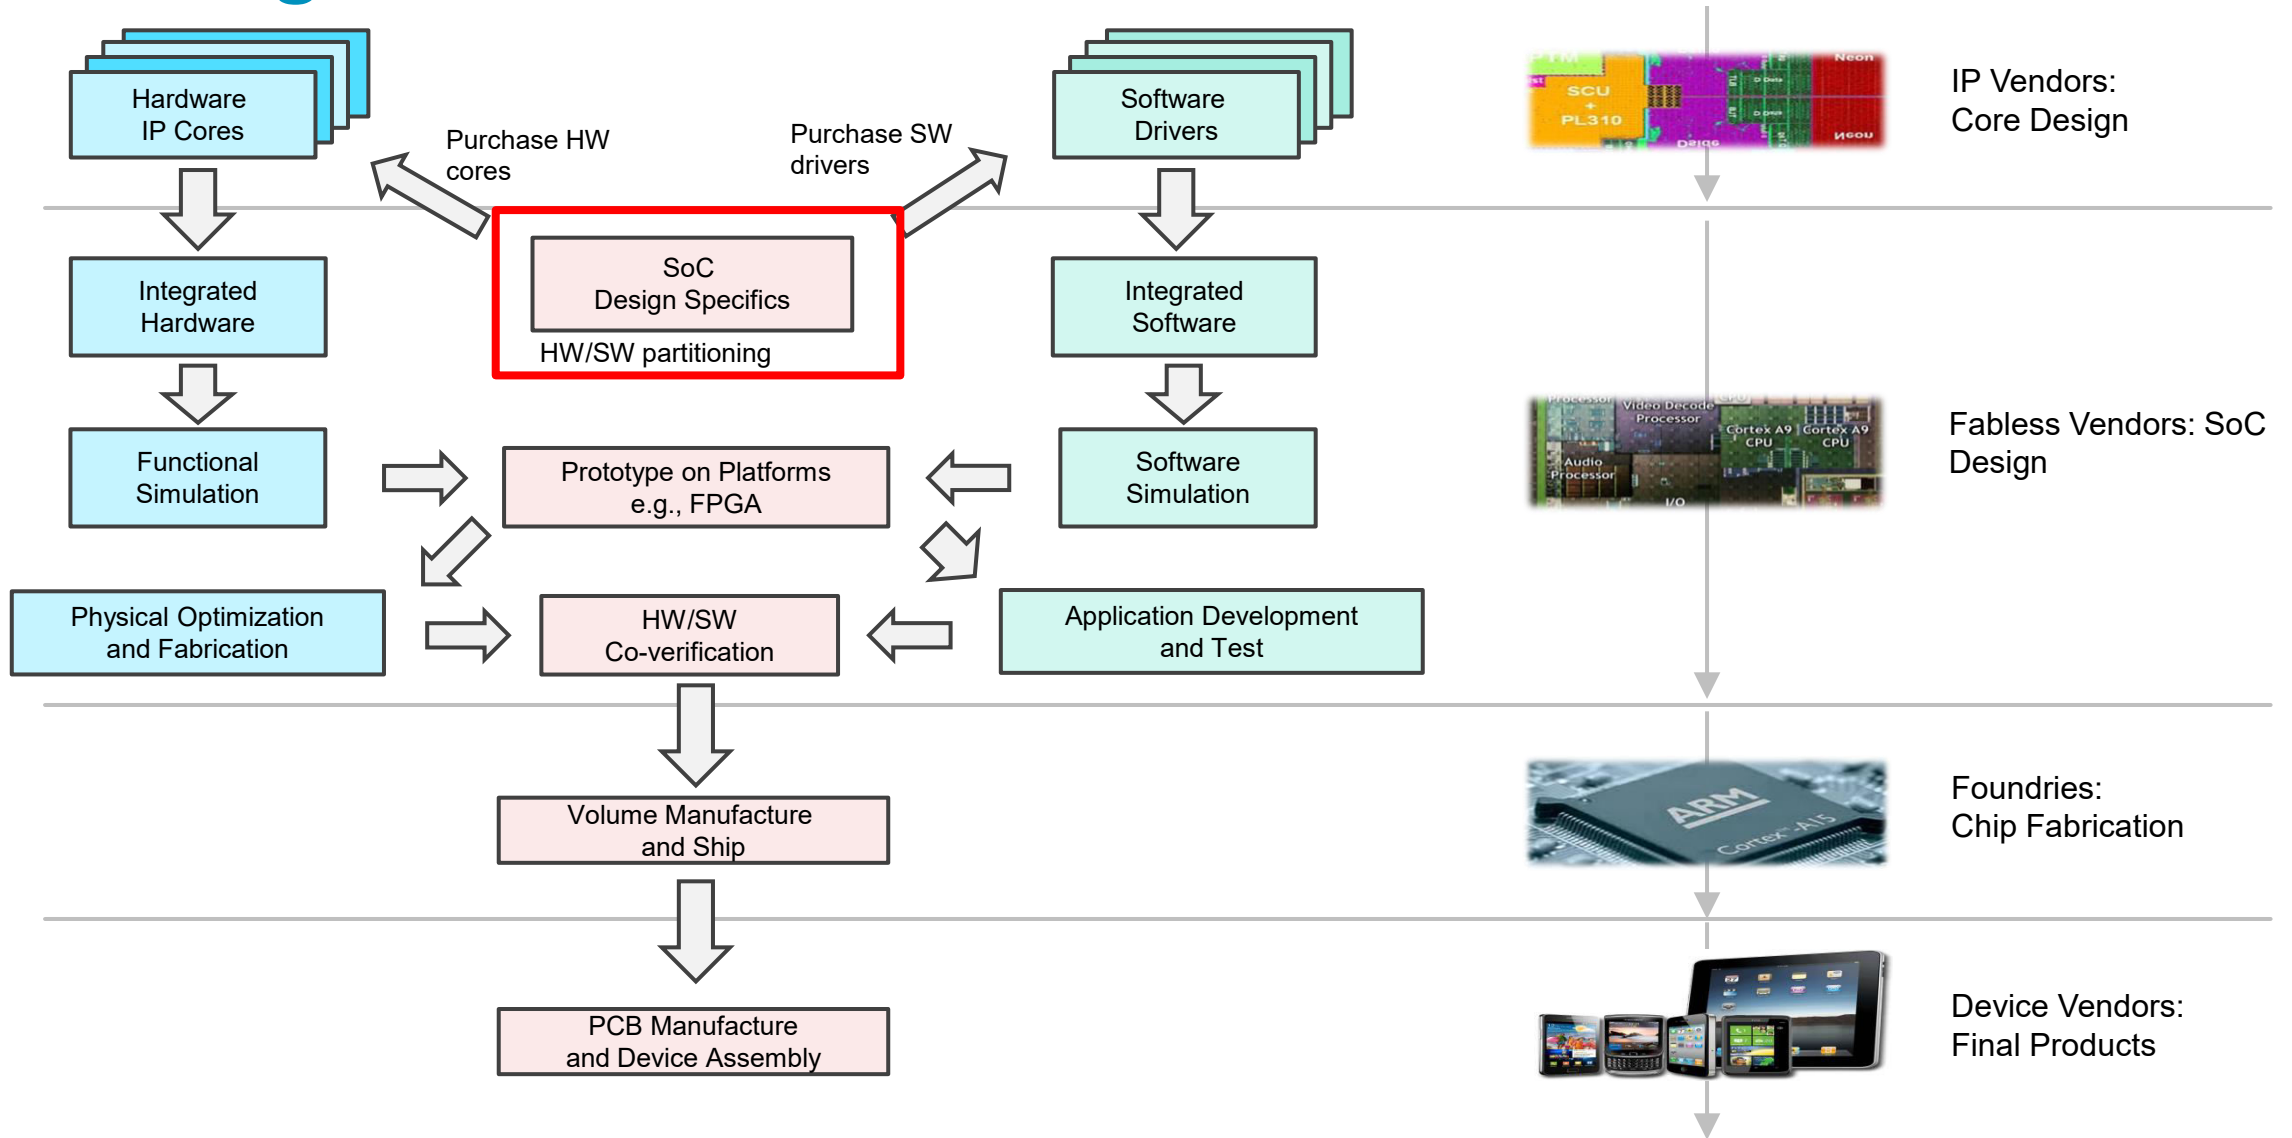 Hardware
IP Cores
Purchase HW
cores
Purchase SW
drivers
Software
Drivers
SCU
+
PL310
Neon
IP Vendors:
Core Design
Integrated
Hardware
SoC
Design Specifics
HW/SW partitioning
Integrated
Software
Functional
Simulation
Prototype on Platforms
e.g., FPGA
Software
Simulation
Processor
Video Decode
Processor
CPU
Cortex A9
CPU
Cortex A9
CPU
Audio
Processor
I/O
Fabless Vendors: SoC
Design
Physical Optimization
and Fabrication
HW/SW
Co-verification
Application Development
and Test
Volume Manufacture
and Ship
ARM
Cortex™-A15
Foundries:
Chip Fabrication
PCB Manufacture
and Device Assembly
Device Vendors:
Final Products